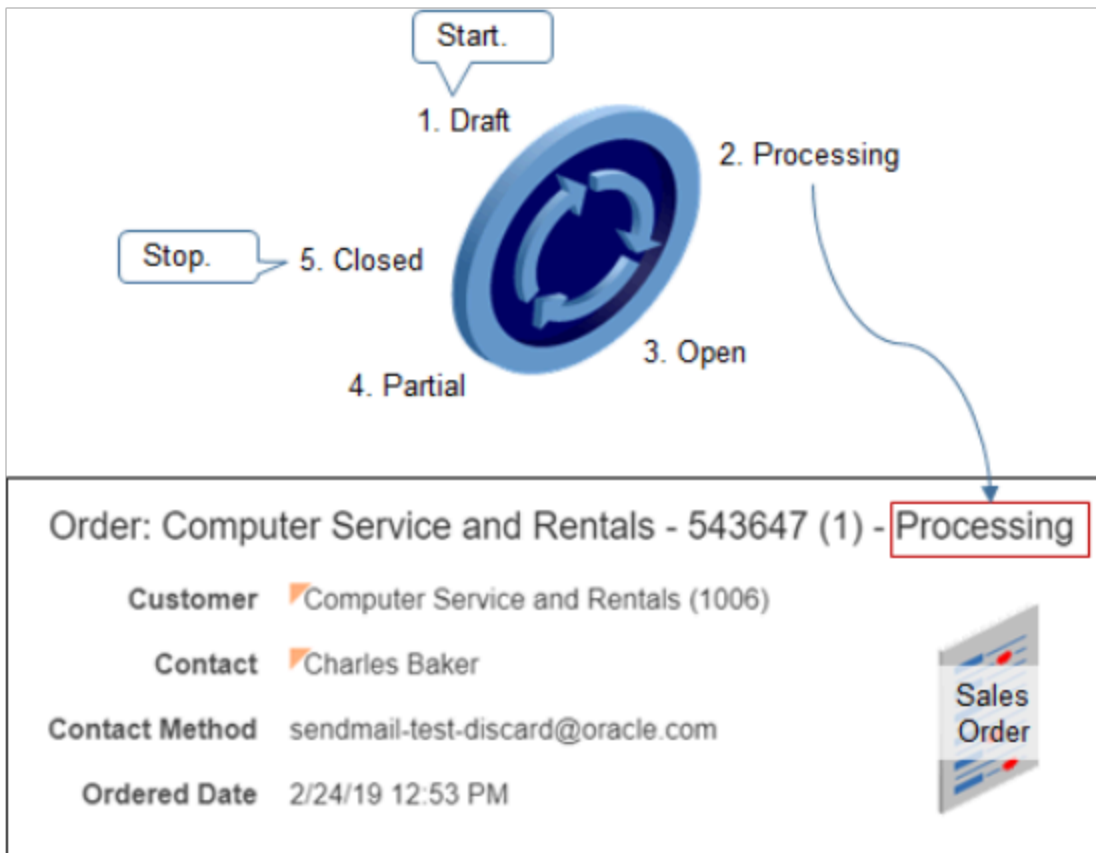 Start.
1. Draft
2. Processing
Stop.
5. Closed
3. Open
4. Partial
Order: Computer Service and Rentals - 543647 (1) - Processing
Customer Computer Service and Rentals (1006)
Contact Charles Baker
Contact Method sendmail-test-discard@oracle.com
Ordered Date 2/24/19 12:53 PM
Sales
Order